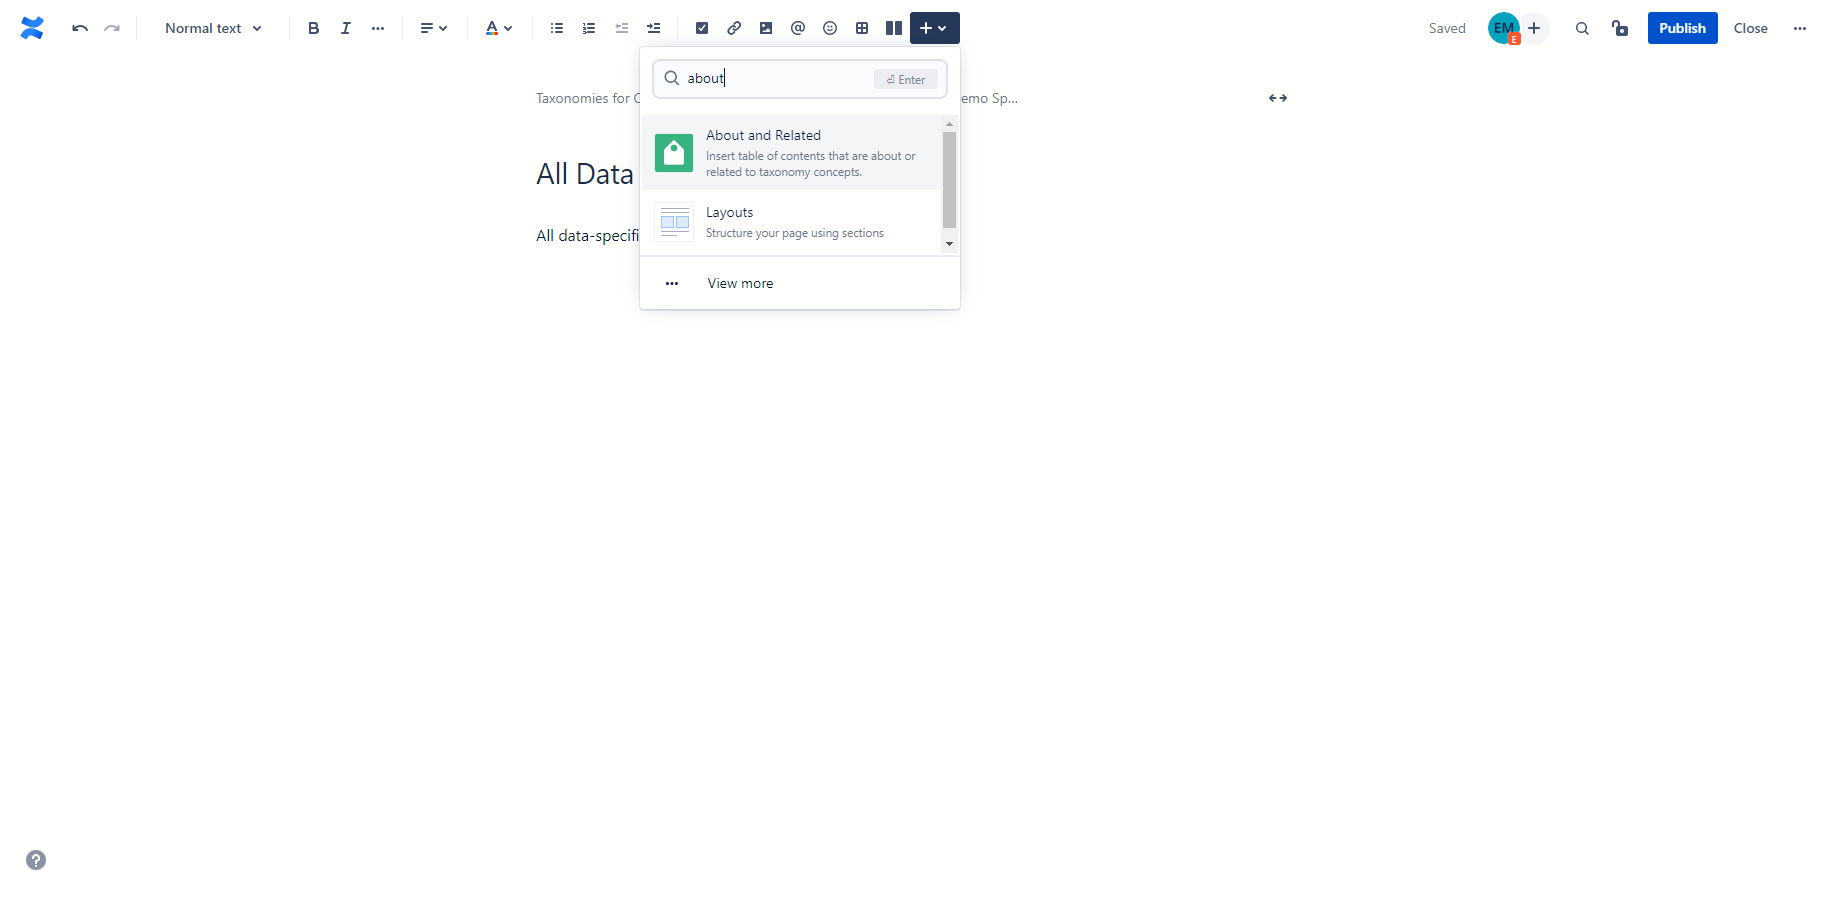 Normal text
Saved
EM
E
Publish
Close
about
Enter
Taxonomies for
emo Sp...
About and Related
Insert table of contents that are about or
related to taxonomy concepts.
All Data
Layouts
Structure your page using sections
All data-specifi
View more